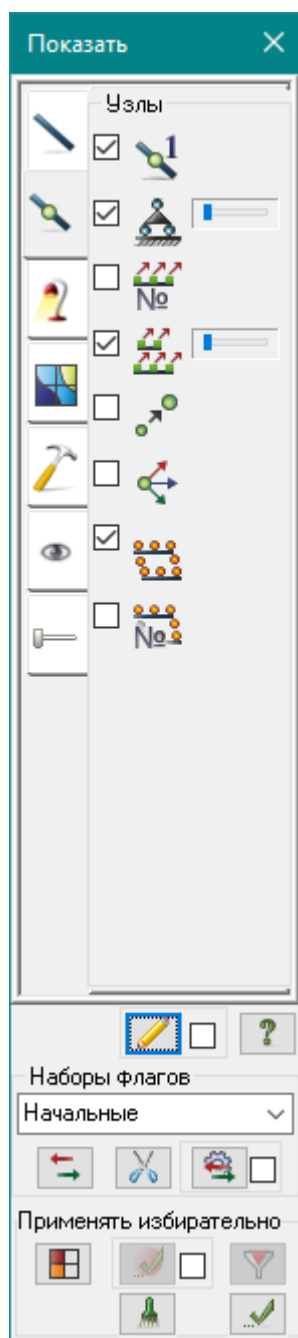 Показать
Узлы
1
№
№
?
Наборы флагов
Начальные
Применять избирательно